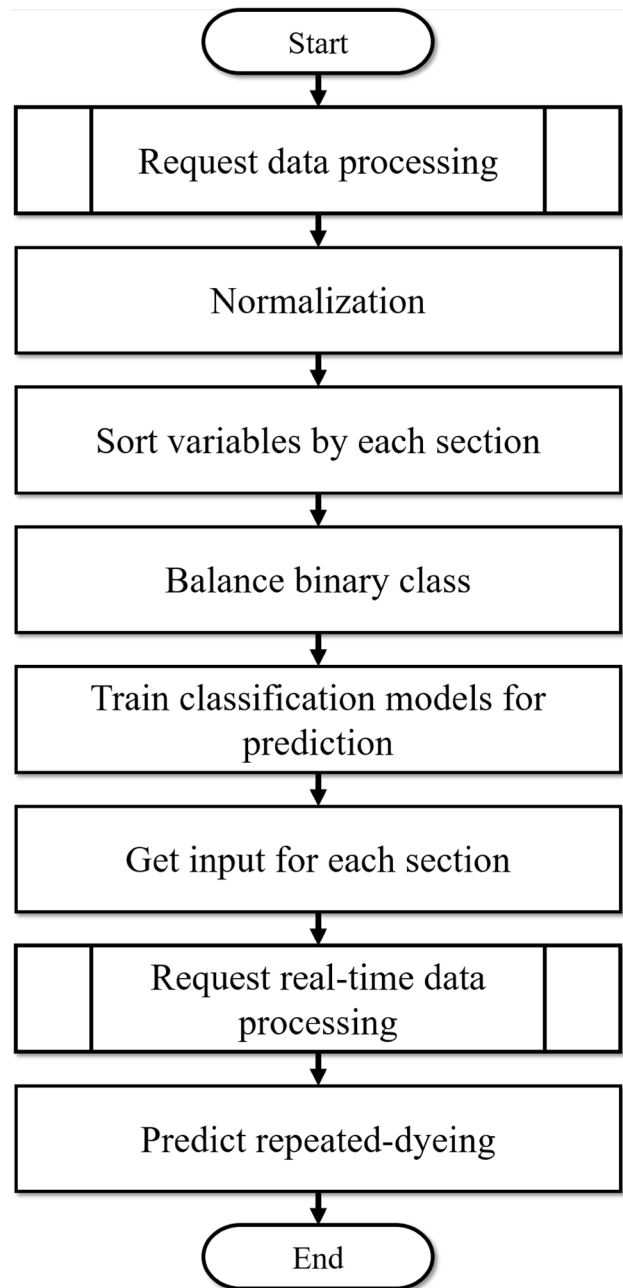 Start
Request data processing
Normalization
Sort variables by each section
Balance binary class
Train classification models for
prediction
Get input for each section
Request real-time data
processing
Predict repeated-dyeing
End